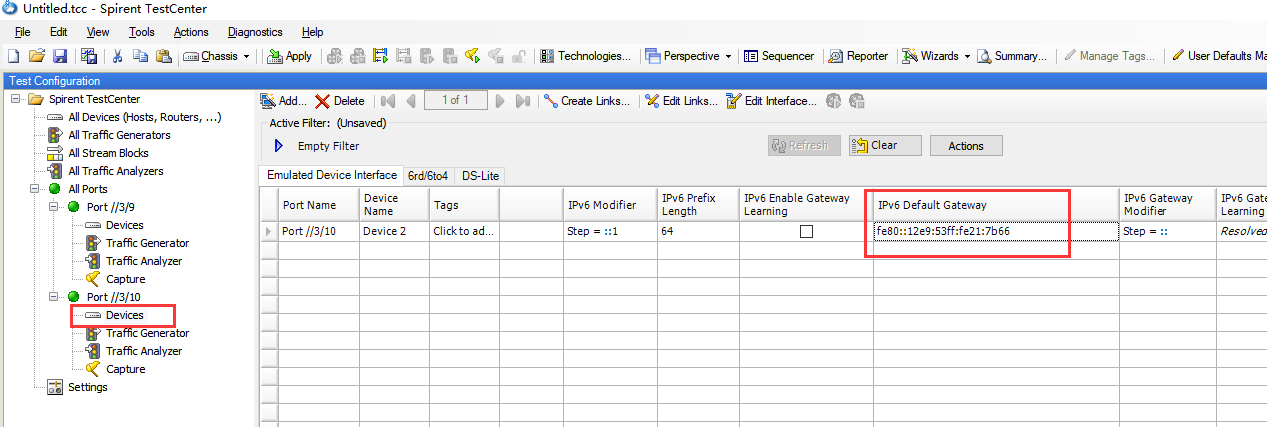 Untitled.tcc - Spirent TestCenter
File Edit View Tools Actions Diagnostics Help
Chassis Apply Technologies... Perspective Sequencer Reporter Wizards Summary... Manage Tags... User Defaults Ma
Test Configuration
Spirent TestCenter
All Devices (Hosts, Routers, ...)
All Traffic Generators
All Stream Blocks
All Traffic Analyzers
All Ports
Port //3/9
Devices
Traffic Generator
Traffic Analyzer
Capture
Port //3/10
Devices
Traffic Generator
Traffic Analyzer
Capture
Settings
Add... Delete 1 of 1 Create Links... Edit Links... Edit Interface...
Active Filter: (Unsaved)
Empty Filter Refresh Clear Actions
Emulated Device Interface 6rd/6to4 DS-Lite
Port Name Device Name Tags IPv6 Modifier IPv6 Prefix Length IPv6 Enable Gateway Learning IPv6 Default Gateway IPv6 Gateway Modifier IPv6 Gate Learning
Port //3/10 Device 2 Click to ad... Step = ::1 64 fe80::12e9:53ff:fe21:7b66 Step = :: Resolved